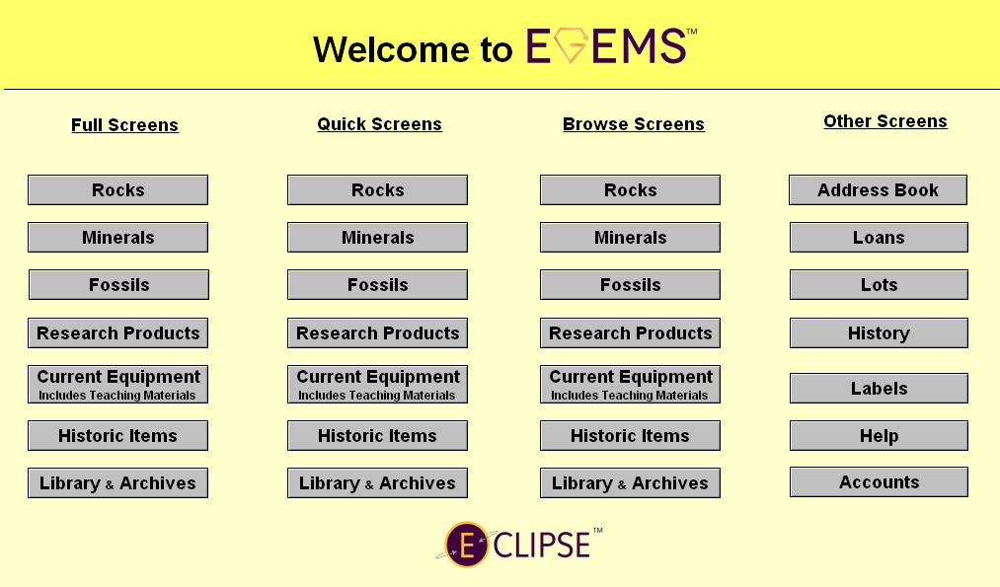 Welcome to EGEMS™
Full Screens
Quick Screens
Browse Screens
Other Screens
Rocks
Rocks
Rocks
Address Book
Minerals
Minerals
Minerals
Loans
Fossils
Fossils
Fossils
Lots
Research Products
Research Products
Research Products
History
Current Equipment
Includes Teaching Materials
Current Equipment
Includes Teaching Materials
Current Equipment
Includes Teaching Materials
Labels
Historic Items
Historic Items
Historic Items
Help
Library & Archives
Library & Archives
Library & Archives
Accounts
ECLIPSE™